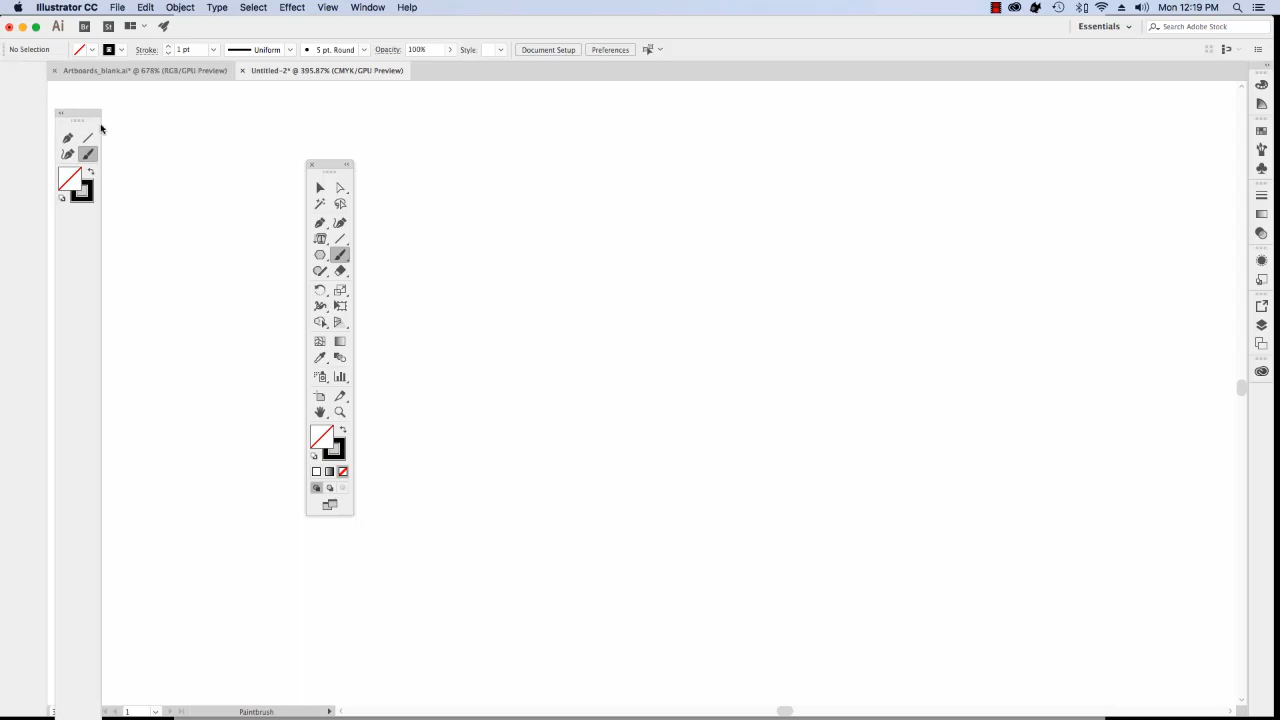 Illustrator CC File Edit Object Type Select Effect View Window Help Mon 12:19 PM
Ai Br St Essentials Search Adobe Stock
No Selection Stroke: 1 pt Uniform 5 pt. Round Opacity: 100% Style: Document Setup Preferences
Artboards_blank.ai* @ 678% (RGB/GPU Preview) Untitled-2* @ 395.87% (CMYK/GPU Preview)
1 Paintbrush